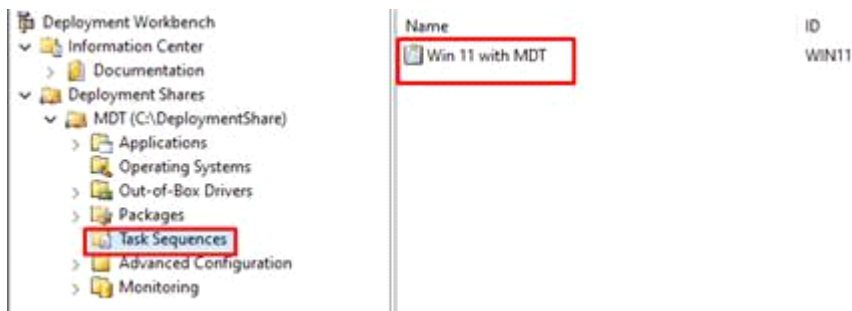 Deployment Workbench
Information Center
Documentation
Deployment Shares
MDT (C:\DeploymentShare)
Applications
Operating Systems
Out-of-Box Drivers
Packages
Task Sequences
Advanced Configuration
Monitoring
Name ID
Win 11 with MDT WIN11